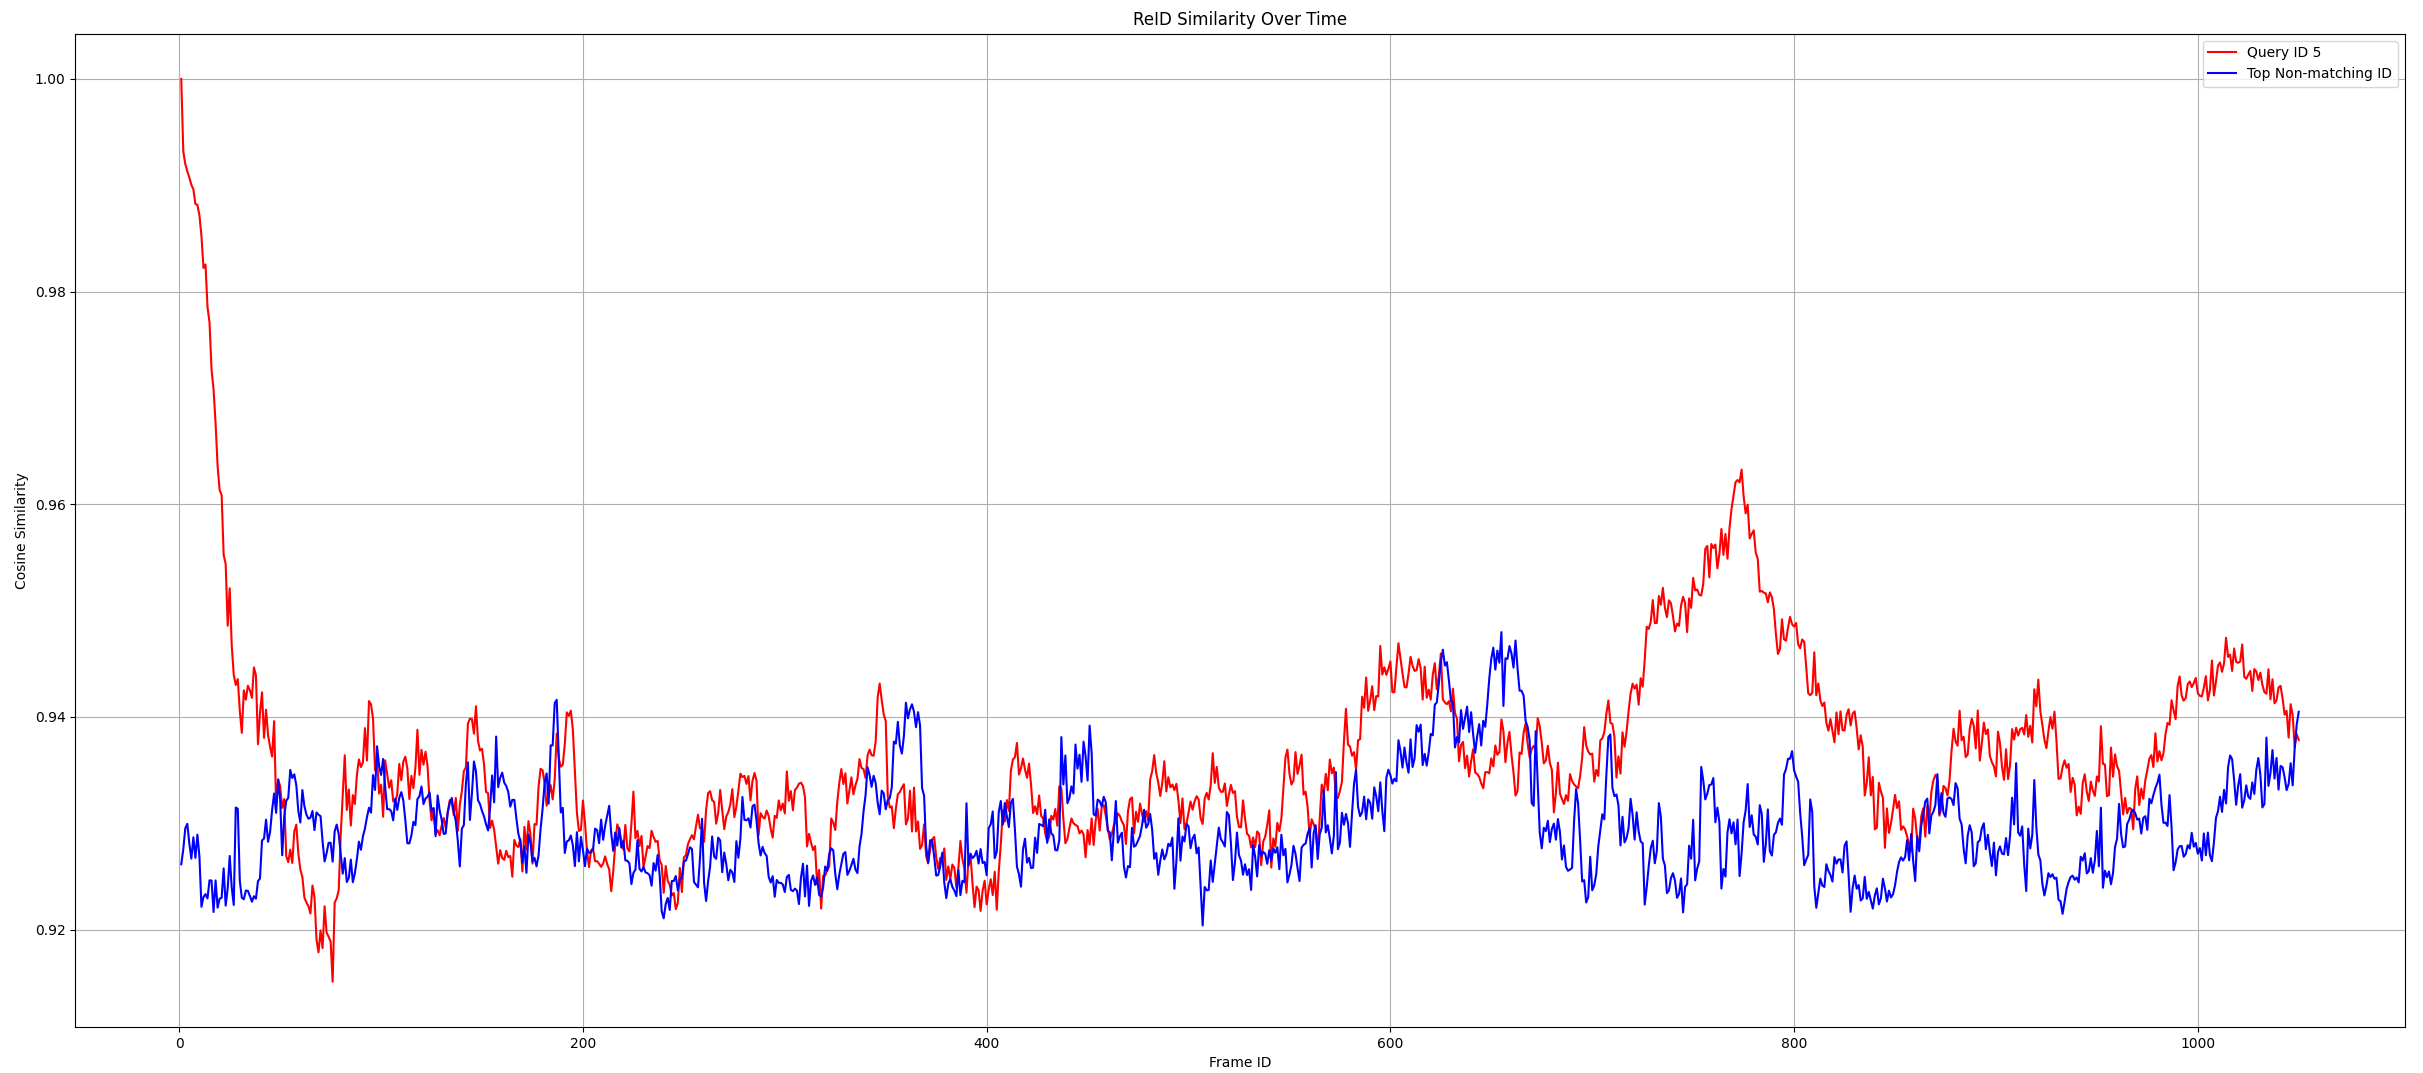 ReID Similarity Over Time
Query ID 5
Top Non-matching ID
Cosine Similarity
1.00
0.98
0.96
0.94
0.92
0
200
400
600
800
1000
Frame ID